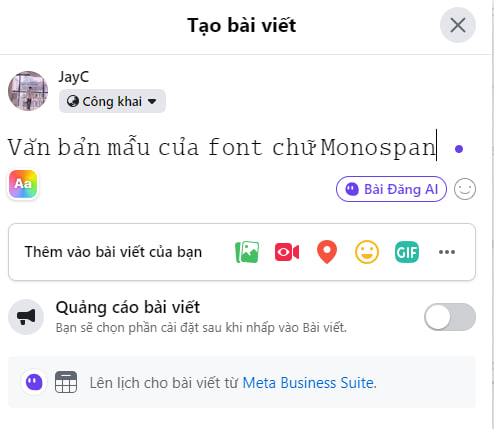 Tạo bài viết
JayC
Công khai
Văn bản mẫu của font chữ Monospan
Aa
Bài Đăng AI
Thêm vào bài viết của bạn
GIF
Quảng cáo bài viết
Bạn sẽ chọn phần cài đặt sau khi nhấp vào Bài viết.
Lên lịch cho bài viết từ Meta Business Suite.